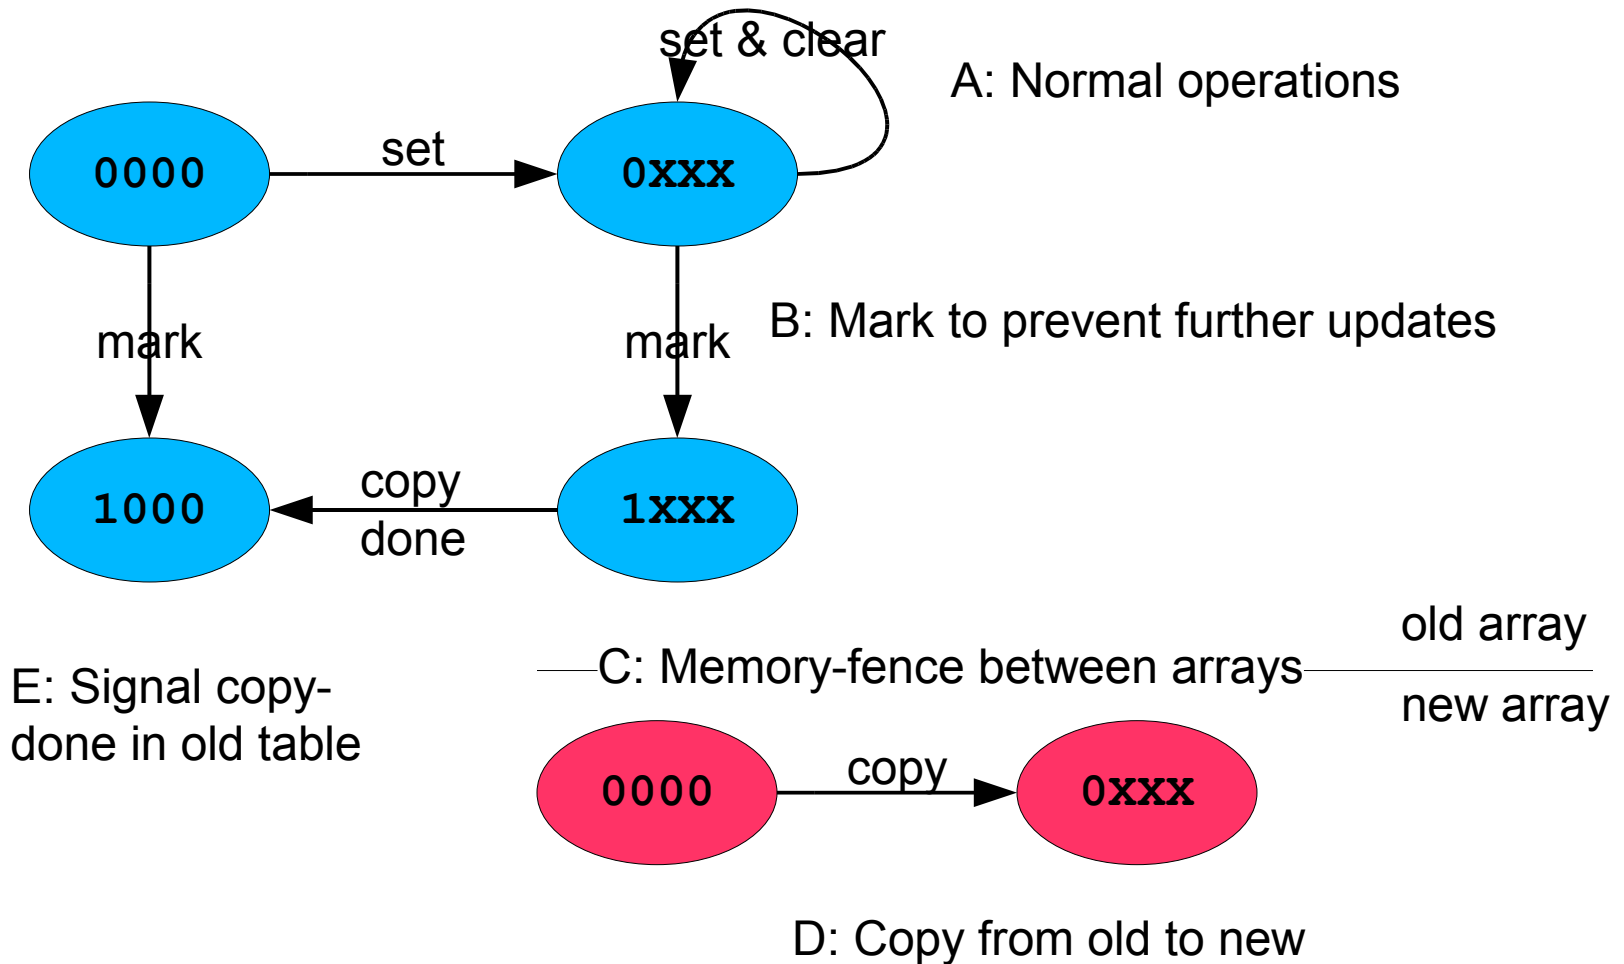 set & clear
A: Normal operations
0000
set
0XXX
mark
mark
B: Mark to prevent further updates
1000
copy
done
1XXX
old array
C: Memory-fence between arrays
new array
E: Signal copy-
done in old table
0000
copy
0XXX
D: Copy from old to new